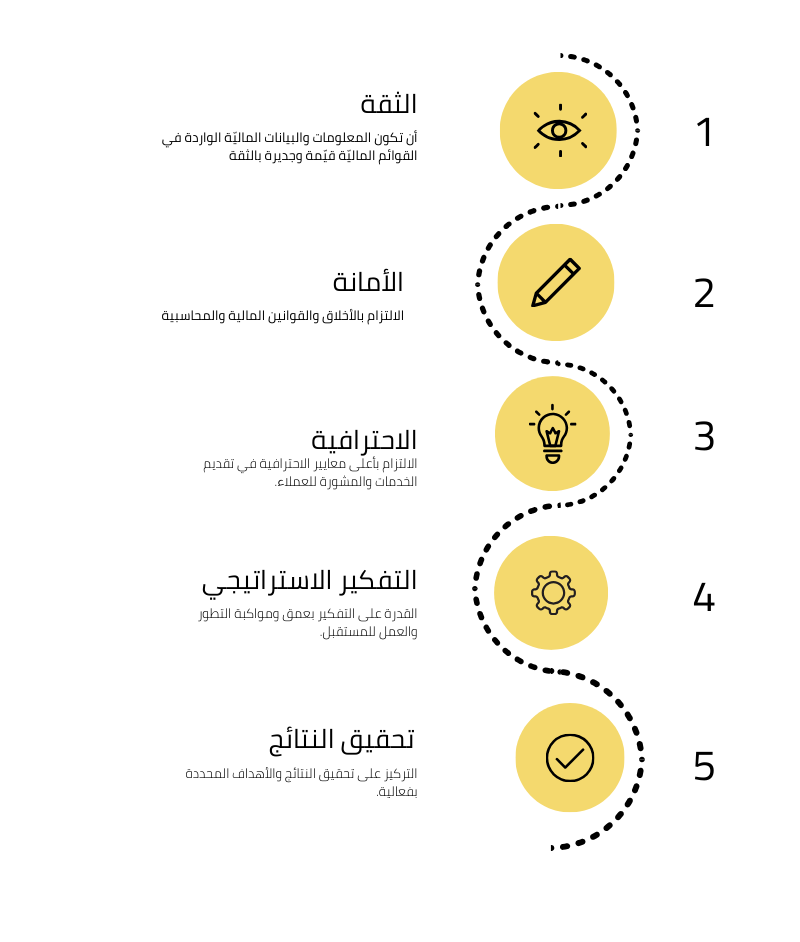 1
الثقة
أن تكون المعلومات والبيانات الماليّة الواردة في
القوائم الماليّة قيّمة وجديرة بالثقة
2
الأمانة
الالتزام بالأخلاق والقوانين المالية والمحاسبية
3
الاحترافية
الالتزام بأعلى معايير الاحترافية في تقديم
الخدمات والمشورة للعملاء.
4
التفكير الاستراتيجي
القدرة على التفكير بعمق ومواكبة التطور
والعمل للمستقبل.
5
تحقيق النتائج
التركيز على تحقيق النتائج والأهداف المحددة
بفعالية.